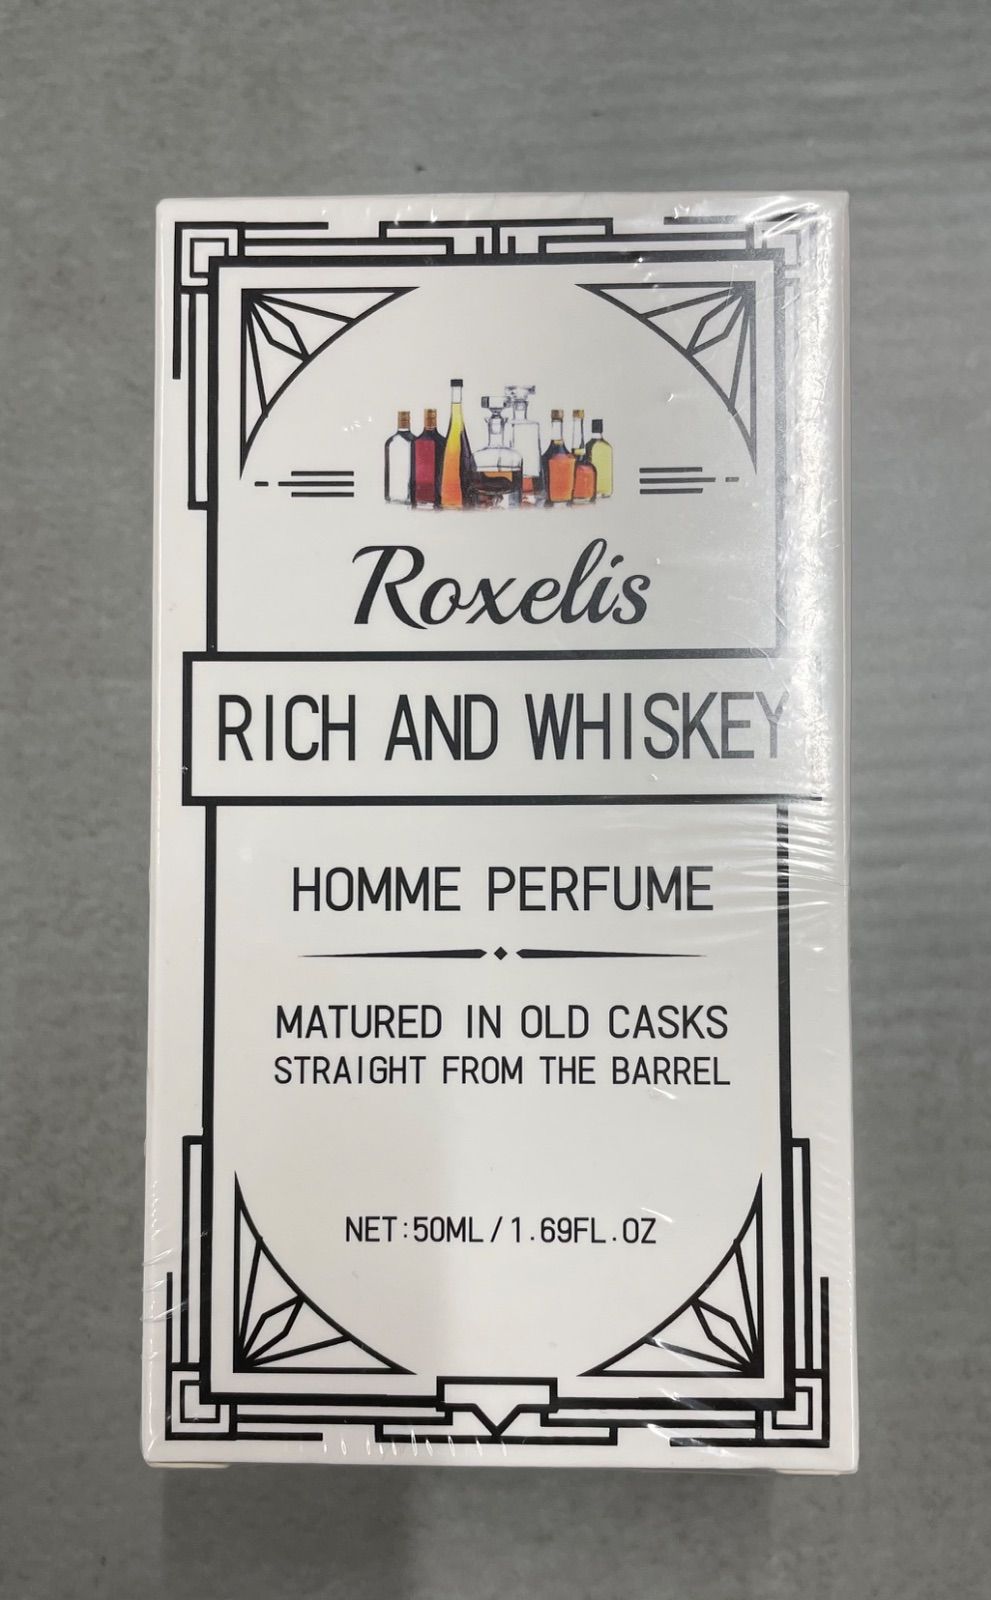 Roxelis
RICH AND WHISKEY
HOMME PERFUME
MATURED IN OLD CASKS
STRAIGHT FROM THE BARREL
NET:50ML/1.69FL.OZ